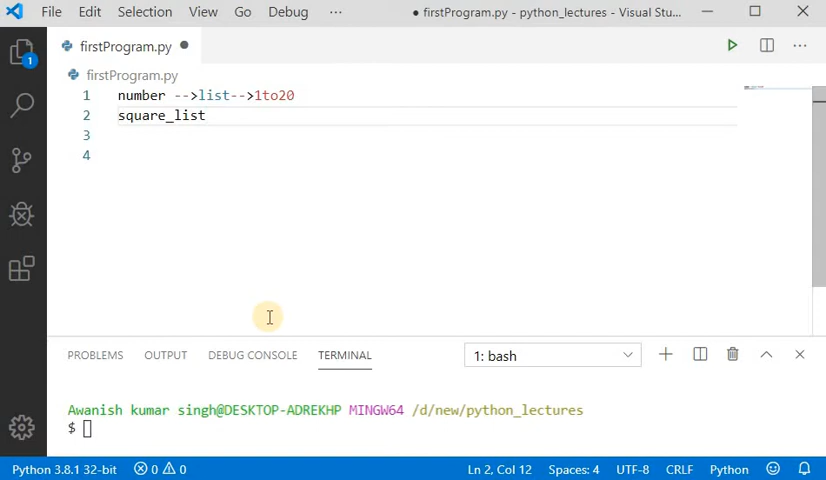 File Edit Selection View Go Debug ··· ● firstProgram.py - python_lectures - Visual Stu...
1
firstProgram.py ●
firstProgram.py
1 number -->list-->1to20
2 square_list
3
4
PROBLEMS OUTPUT DEBUG CONSOLE TERMINAL 1: bash
Awanish kumar singh@DESKTOP-ADREKHP MINGW64 /d/new/python_lectures
$
Python 3.8.1 32-bit 0 0 Ln 2, Col 12 Spaces: 4 UTF-8 CRLF Python